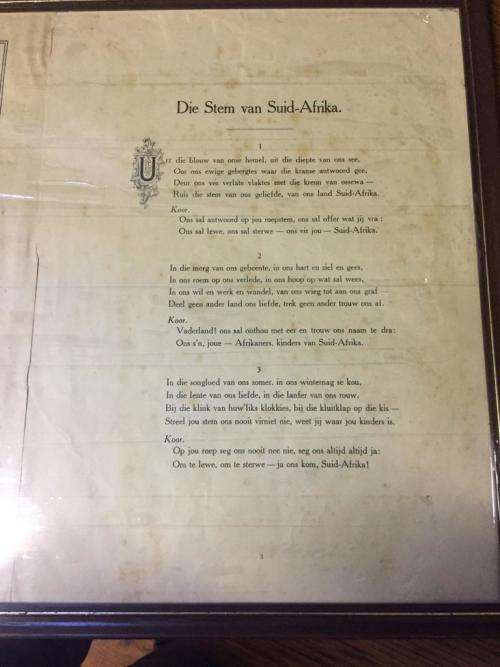 Die Stem van Suid-Afrika.
1
UIT die blouw van onse hemel, uit die diepte van ons see,
Oor ons ewige gebergtes waar die kranse antwoord gee,
Deur ons ver verlate vlaktes met die kreun van ossewa —
Ruis die stem van ons geliefde, van ons land Suid-Afrika.
Koor.
Ons sal antwoord op jou roepstem, ons sal offer wat jij vra:
Ons sal lewe, ons sal sterwe — ons vir jou — Suid-Afrika.
2
In die merg van ons gebeente, in ons hart en siel en gees,
In ons roem op ons verlede, in ons hoop op wat sal wees,
In ons wil en werk en wandel, van ons wieg tot aan ons graf —
Deel geen ander land ons liefde, trek geen ander trouw ons af.
Koor.
Vaderland! ons sal onthou met eer en trouw ons naam te dra:
Ons s'n, joue — Afrikaners, kinders van Suid-Afrika.
3
In die songloed van ons somer, in ons winternag se kou,
In die lente van ons liefde, in die lanfer van ons rouw,
Bij die klink van huw'liks klokkies, bij die kluitklap op die kis —
Streel jou stem ons nooit verniet nie, weet jij waar jou kinders is.
Koor.
Op jou roep seg ons nooit nee nie, seg ons altijd altijd ja:
Om te lewe, om te sterwe — ja ons kom, Suid-Afrika!
3